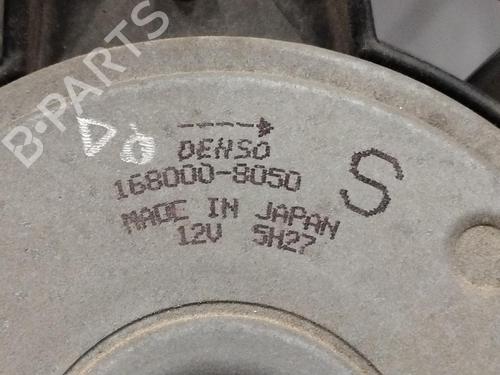 B-PARTS
DENSO
168000-8050
S
MADE IN JAPAN
12V 5H27